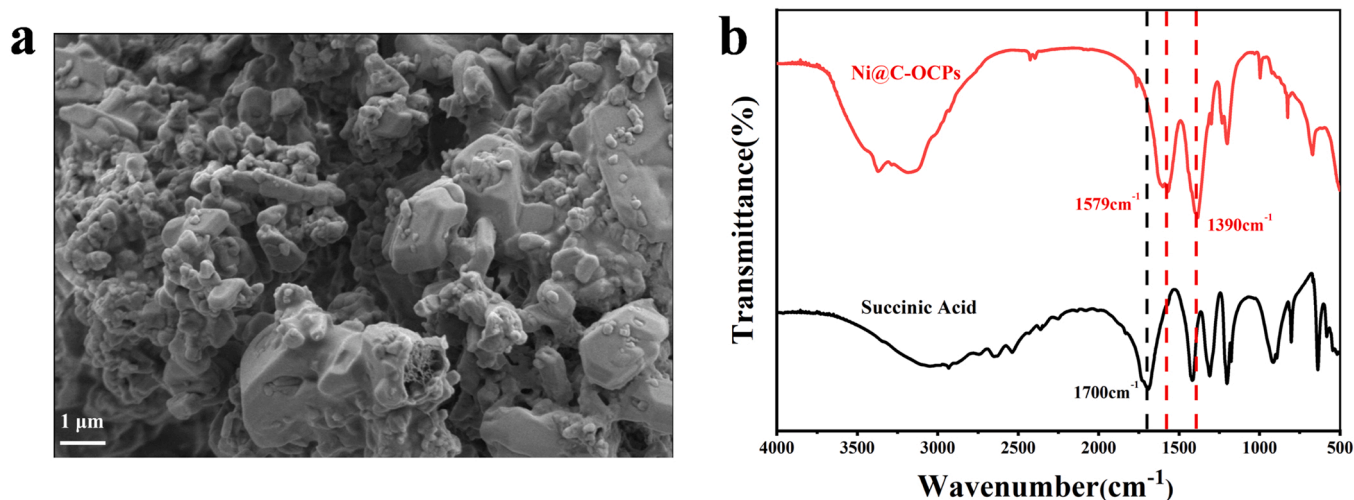 a
1 μm
b
Transmittance(%)
Ni@C-OCPs
1579cm⁻¹
1390cm⁻¹
Succinic Acid
1700cm⁻¹
4000 3500 3000 2500 2000 1500 1000 500
Wavenumber(cm⁻¹)